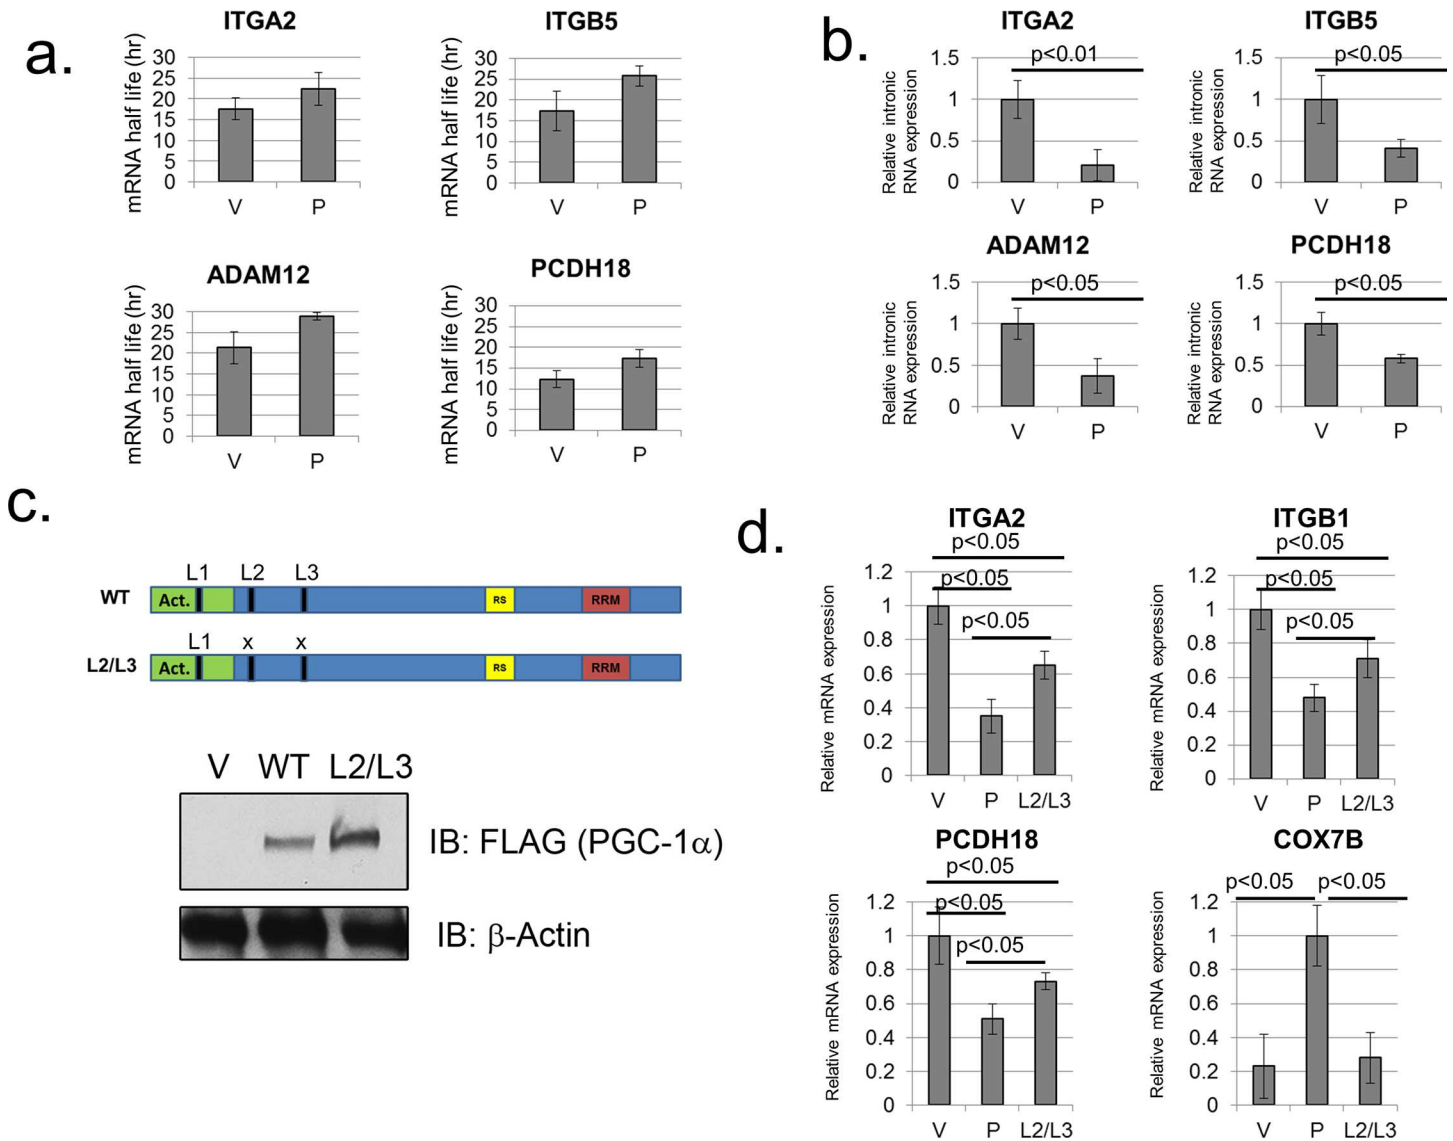 a.
ITGA2
mRNA half life (hr)
30
25
20
15
10
5
0
V P
ITGB5
mRNA half life (hr)
30
25
20
15
10
5
0
V P
ADAM12
mRNA half life (hr)
30
25
20
15
10
5
0
V P
PCDH18
mRNA half life (hr)
30
25
20
15
10
5
0
V P
b.
ITGA2
p<0.01
Relative intronic
RNA expression
1.5
1
0.5
0
V P
ITGB5
p<0.05
Relative intronic
RNA expression
1.5
1
0.5
0
V P
ADAM12
p<0.05
Relative intronic
RNA expression
1.5
1
0.5
0
V P
PCDH18
p<0.05
Relative intronic
RNA expression
1.5
1
0.5
0
V P
c.
L1 L2 L3
WT Act. RS RRM
L1 x x
L2/L3 Act. RS RRM
V WT L2/L3
IB: FLAG (PGC-1α)
IB: β-Actin
d.
ITGA2
p<0.05
p<0.05
p<0.05
Relative mRNA expression
1.2
1
0.8
0.6
0.4
0.2
0
V P L2/L3
ITGB1
p<0.05
p<0.05
p<0.05
Relative mRNA expression
1.2
1
0.8
0.6
0.4
0.2
0
V P L2/L3
PCDH18
p<0.05
p<0.05
p<0.05
Relative mRNA expression
1.2
1
0.8
0.6
0.4
0.2
0
V P L2/L3
COX7B
p<0.05 p<0.05
Relative mRNA expression
1.2
1
0.8
0.6
0.4
0.2
0
V P L2/L3